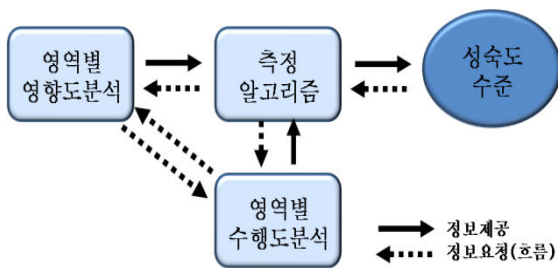 영역별
영향도분석
측정
알고리즘
성숙도
수준
영역별
수행도분석
정보제공
정보요청(흐름)